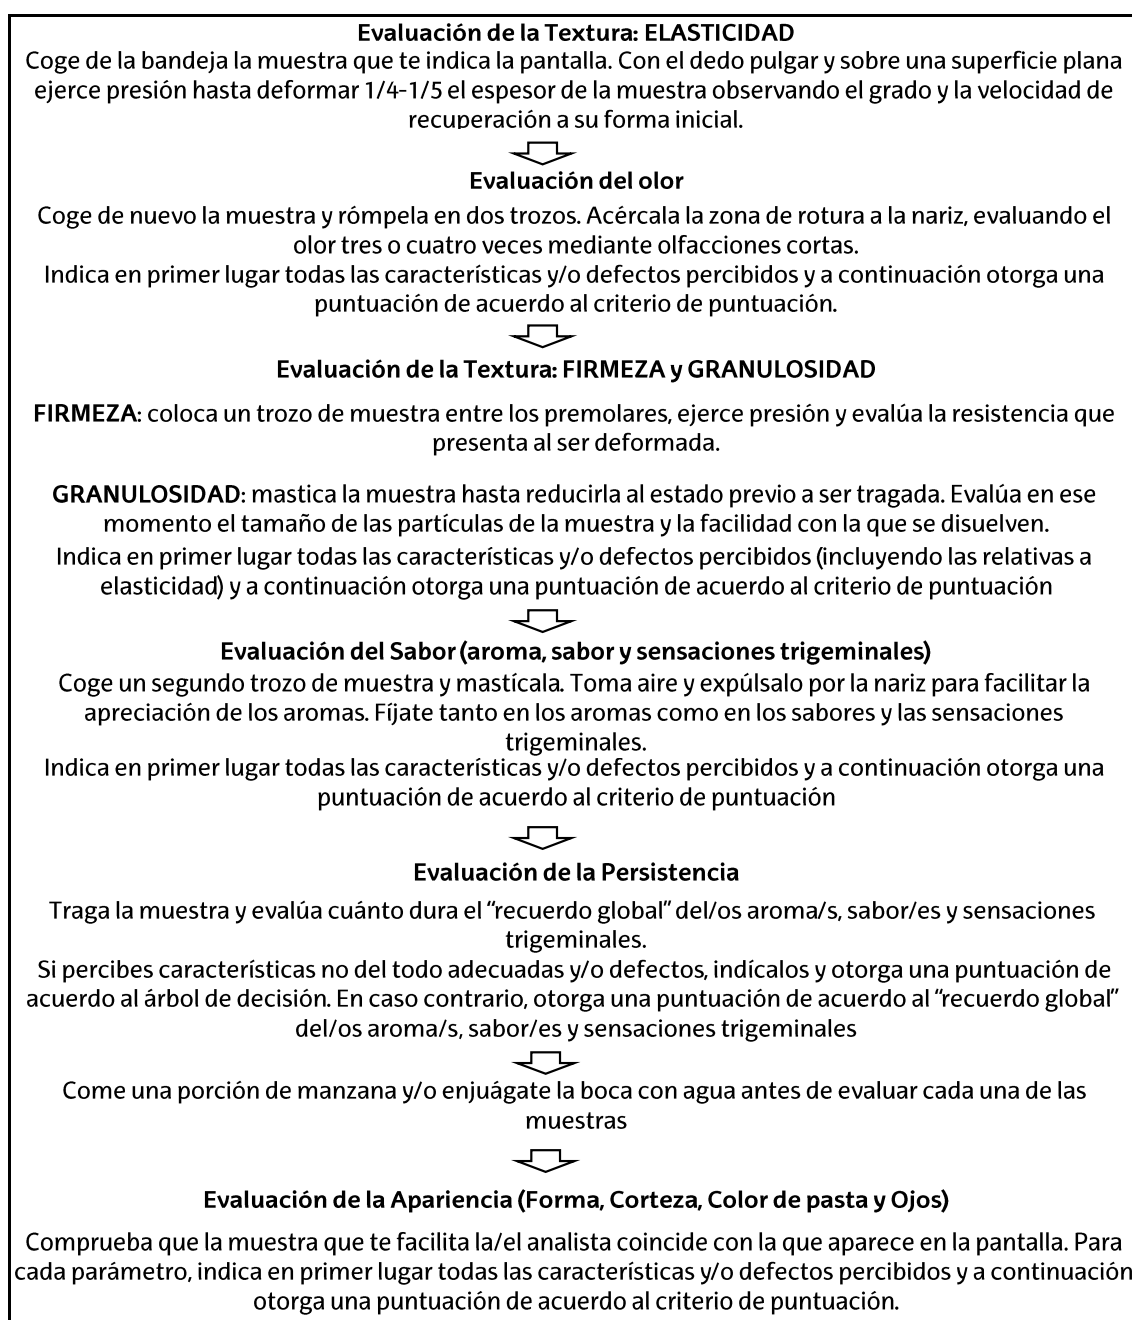 Evaluación de la Textura: ELASTICIDAD
Coge de la bandeja la muestra que te indica la pantalla. Con el dedo pulgar y sobre una superficie plana
ejerce presión hasta deformar 1/4-1/5 el espesor de la muestra observando el grado y la velocidad de
recuperación a su forma inicial.
Evaluación del olor
Coge de nuevo la muestra y rómpela en dos trozos. Acércala la zona de rotura a la nariz, evaluando el
olor tres o cuatro veces mediante olfacciones cortas.
Indica en primer lugar todas las características y/o defectos percibidos y a continuación otorga una
puntuación de acuerdo al criterio de puntuación.
Evaluación de la Textura: FIRMEZA y GRANULOSIDAD
FIRMEZA: coloca un trozo de muestra entre los premolares, ejerce presión y evalúa la resistencia que
presenta al ser deformada.
GRANULOSIDAD: mastica la muestra hasta reducirla al estado previo a ser tragada. Evalúa en ese
momento el tamaño de las partículas de la muestra y la facilidad con la que se disuelven.
Indica en primer lugar todas las características y/o defectos percibidos (incluyendo las relativas a
elasticidad) y a continuación otorga una puntuación de acuerdo al criterio de puntuación
Evaluación del Sabor (aroma, sabor y sensaciones trigeminales)
Coge un segundo trozo de muestra y mastícala. Toma aire y expúlsalo por la nariz para facilitar la
apreciación de los aromas. Fíjate tanto en los aromas como en los sabores y las sensaciones
trigeminales.
Indica en primer lugar todas las características y/o defectos percibidos y a continuación otorga una
puntuación de acuerdo al criterio de puntuación
Evaluación de la Persistencia
Traga la muestra y evalúa cuánto dura el “recuerdo global” del/os aroma/s, sabor/es y sensaciones
trigeminales.
Si percibes características no del todo adecuadas y/o defectos, indícalos y otorga una puntuación de
acuerdo al árbol de decisión. En caso contrario, otorga una puntuación de acuerdo al “recuerdo global”
del/os aroma/s, sabor/es y sensaciones trigeminales
Come una porción de manzana y/o enjuágate la boca con agua antes de evaluar cada una de las
muestras
Evaluación de la Apariencia (Forma, Corteza, Color de pasta y Ojos)
Comprueba que la muestra que te facilita la/el analista coincide con la que aparece en la pantalla. Para
cada parámetro, indica en primer lugar todas las características y/o defectos percibidos y a continuación
otorga una puntuación de acuerdo al criterio de puntuación.